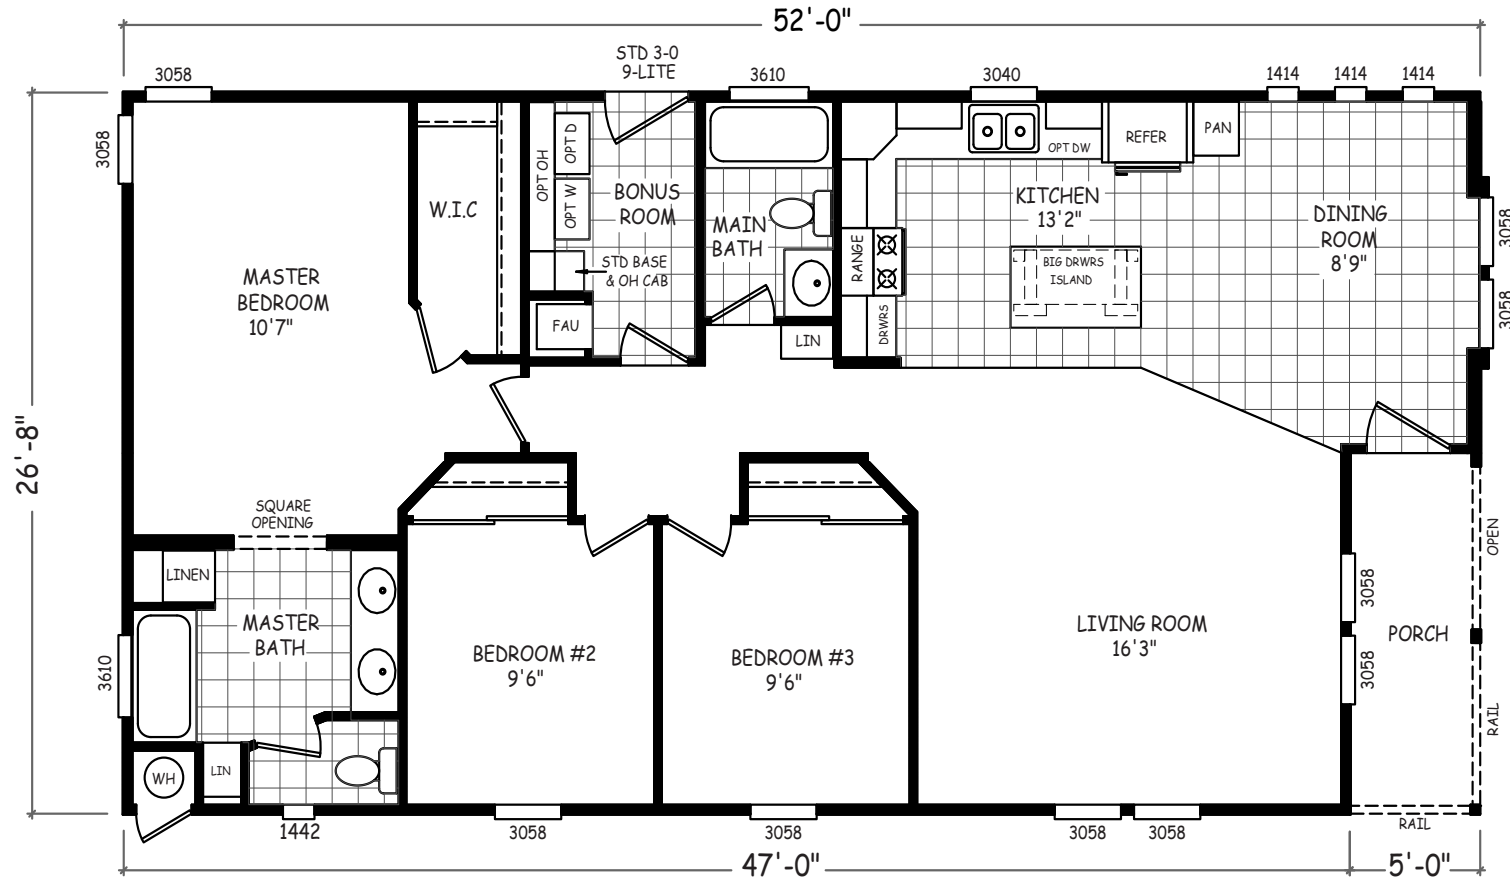 52'-0"
STD 3-0
9-LITE
3058
3610
3040
1414
1414
1414
3058
OPT OH
OPT D
OPT W
BONUS
ROOM
STD BASE
& OH CAB
FAU
W.I.C
MASTER
BEDROOM
10'7"
MAIN
BATH
LIN
RANGE
DRWRS
OPT DW
REFER
PAN
KITCHEN
13'2"
BIG DRWRS
ISLAND
DINING
ROOM
8'9"
3058
3058
26'-8"
SQUARE
OPENING
LINEN
MASTER
BATH
3610
WH
LIN
1442
BEDROOM #2
9'6"
3058
BEDROOM #3
9'6"
3058
LIVING ROOM
16'3"
3058
3058
3058
3058
PORCH
OPEN
RAIL
RAIL
47'-0"
5'-0"